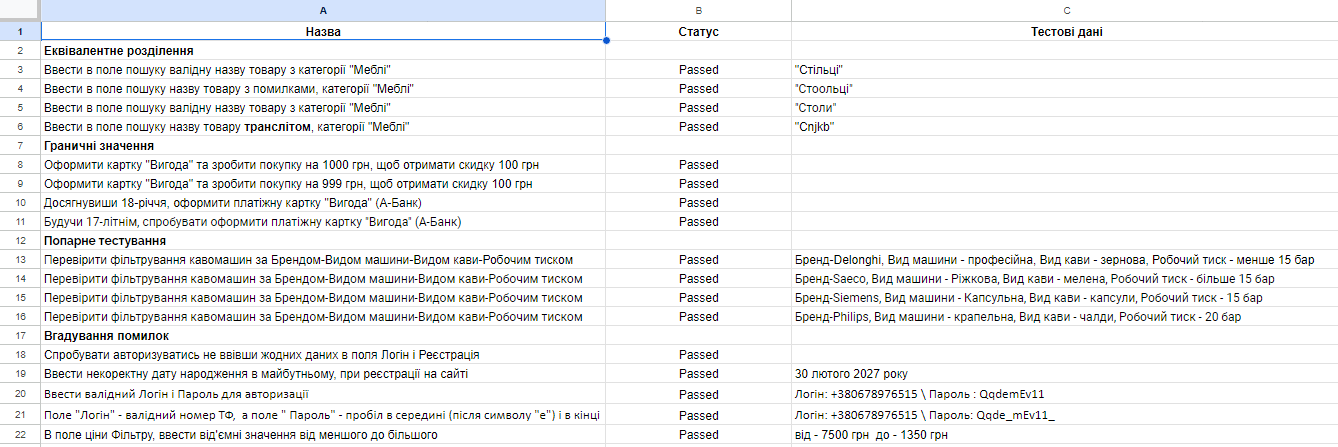 A B C
1 Назва Статус Тестові дані
2 Еквівалентне розділення
3 Ввести в поле пошуку валідну назву товару з категорії "Меблі" Passed "Стільці"
4 Ввести в поле пошуку назву товару з помилками, категорії "Меблі" Passed "Стоольці"
5 Ввести в поле пошуку валідну назву товару з категорії "Меблі" Passed "Столи"
6 Ввести в поле пошуку назву товару транслітом, категорії "Меблі" Passed "Cnjkb"
7 Граничні значення
8 Оформити картку "Вигода" та зробити покупку на 1000 грн, щоб отримати скидку 100 грн Passed
9 Оформити картку "Вигода" та зробити покупку на 999 грн, щоб отримати скидку 100 грн Passed
10 Досягнувши 18-річчя, оформити платіжну картку "Вигода" (А-Банк) Passed
11 Будучи 17-літнім, спробувати оформити платіжну картку "Вигода" (А-Банк) Passed
12 Попарне тестування
13 Перевірити фільтрування кавомашин за Брендом-Видом машини-Видом кави-Робочим тиском Passed Бренд-Delonghi, Вид машини - професійна, Вид кави - зернова, Робочий тиск - менше 15 бар
14 Перевірити фільтрування кавомашин за Брендом-Видом машини-Видом кави-Робочим тиском Passed Бренд-Saeco, Вид машини - Ріжкова, Вид кави - мелена, Робочий тиск - більше 15 бар
15 Перевірити фільтрування кавомашин за Брендом-Видом машини-Видом кави-Робочим тиском Passed Бренд-Siemens, Вид машини - Капсульна, Вид кави - капсули, Робочий тиск - 15 бар
16 Перевірити фільтрування кавомашин за Брендом-Видом машини-Видом кави-Робочим тиском Passed Бренд-Philips, Вид машини - крапельна, Вид кави - чалди, Робочий тиск - 20 бар
17 Вгадування помилок
18 Спробувати авторизуватись не ввівши жодних даних в поля Логін і Реєстрація Passed
19 Ввести некоректну дату народження в майбутньому, при реєстрації на сайті Passed 30 лютого 2027 року
20 Ввести валідний Логін і Пароль для авторизації Passed Логін: +380678976515 \ Пароль : QqdemEv11
21 Поле "Логін" - валідний номер ТФ, а поле " Пароль" - пробіл в середині (після символу "е") і в кінці Passed Логін: +380678976515 \ Пароль: Qqde_mEv11_
22 В поле ціни Фільтру, ввести від'ємні значення від меншого до більшого Passed від - 7500 грн до - 1350 грн